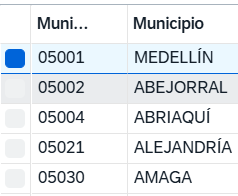 Muni... Municipio
05001 MEDELLÍN
05002 ABEJORRAL
05004 ABRIAQUÍ
05021 ALEJANDRÍA
05030 AMAGA